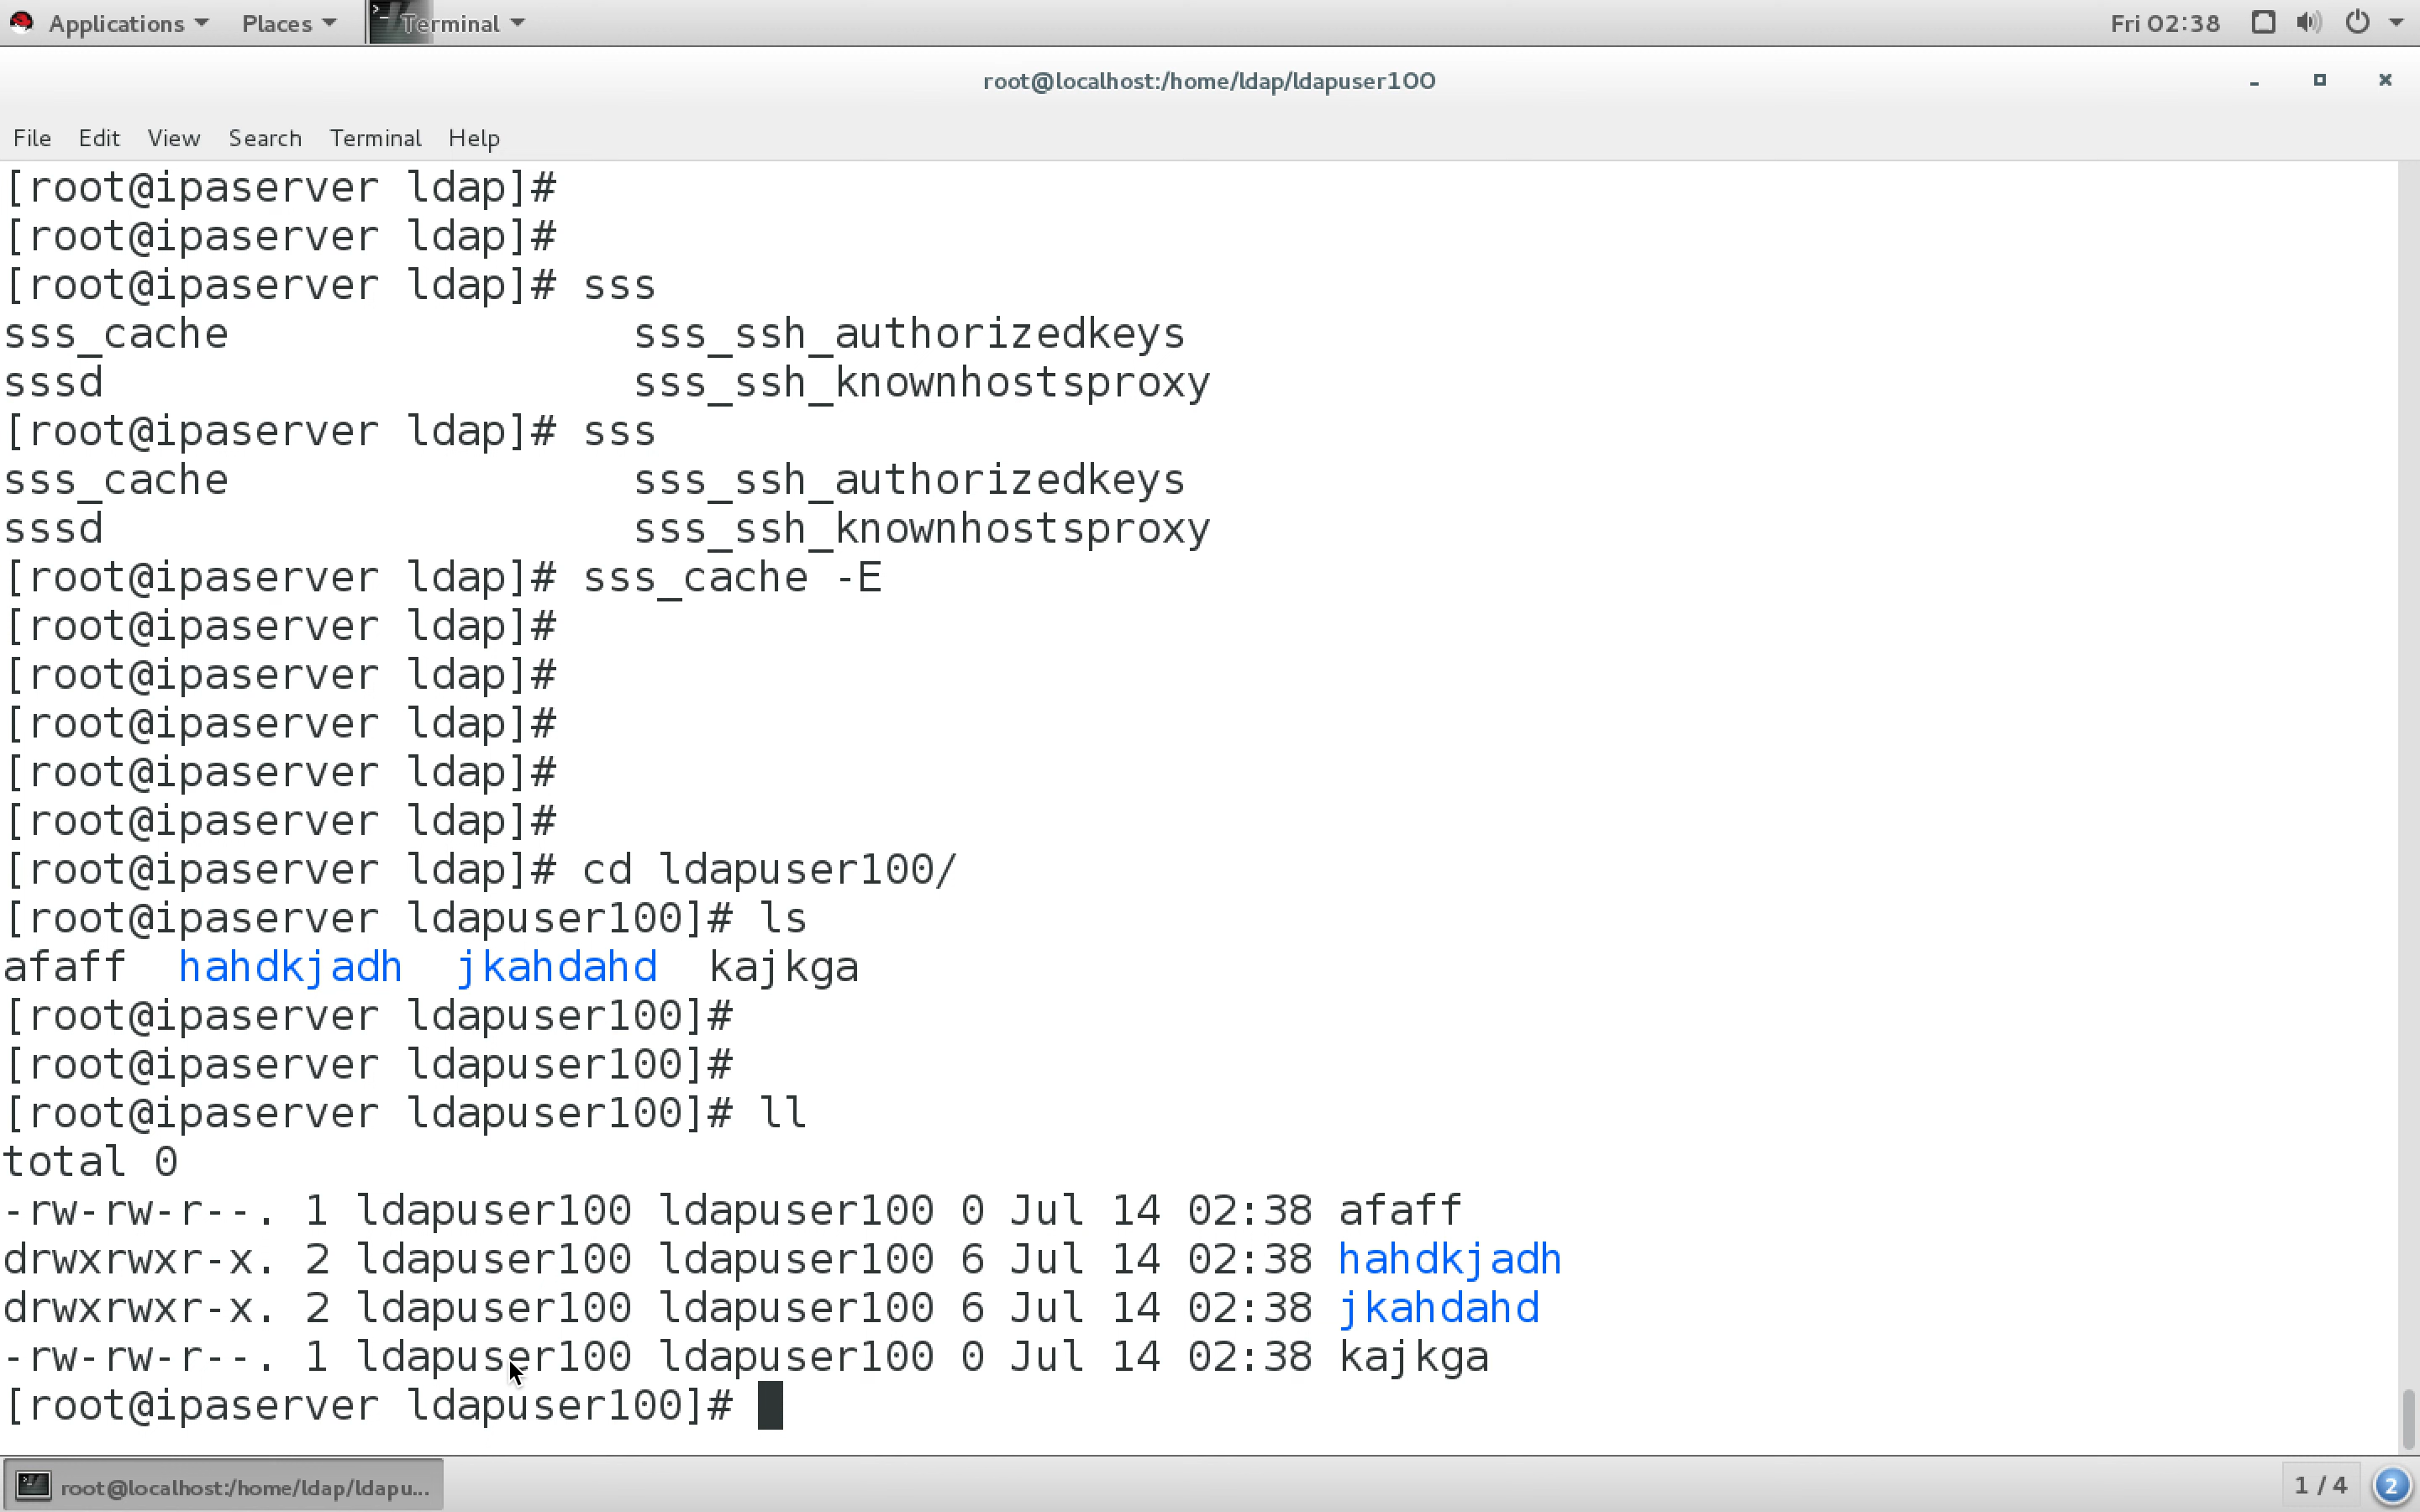 Applications Places Terminal Fri 02:38
root@localhost:/home/ldap/ldapuser100
File Edit View Search Terminal Help
[root@ipaserver ldap]#
[root@ipaserver ldap]#
[root@ipaserver ldap]# sss
sss_cache sss_ssh_authorizedkeys
sssd sss_ssh_knownhostsproxy
[root@ipaserver ldap]# sss
sss_cache sss_ssh_authorizedkeys
sssd sss_ssh_knownhostsproxy
[root@ipaserver ldap]# sss_cache -E
[root@ipaserver ldap]#
[root@ipaserver ldap]#
[root@ipaserver ldap]#
[root@ipaserver ldap]#
[root@ipaserver ldap]#
[root@ipaserver ldap]# cd ldapuser100/
[root@ipaserver ldapuser100]# ls
afaff hahdkjadh jkahdahd kajkga
[root@ipaserver ldapuser100]#
[root@ipaserver ldapuser100]#
[root@ipaserver ldapuser100]# ll
total 0
-rw-rw-r--. 1 ldapuser100 ldapuser100 0 Jul 14 02:38 afaff
drwxrwxr-x. 2 ldapuser100 ldapuser100 6 Jul 14 02:38 hahdkjadh
drwxrwxr-x. 2 ldapuser100 ldapuser100 6 Jul 14 02:38 jkahdahd
-rw-rw-r--. 1 ldapuser100 ldapuser100 0 Jul 14 02:38 kajkga
[root@ipaserver ldapuser100]#
root@localhost:/home/ldap/ldapu... 1 / 4 2